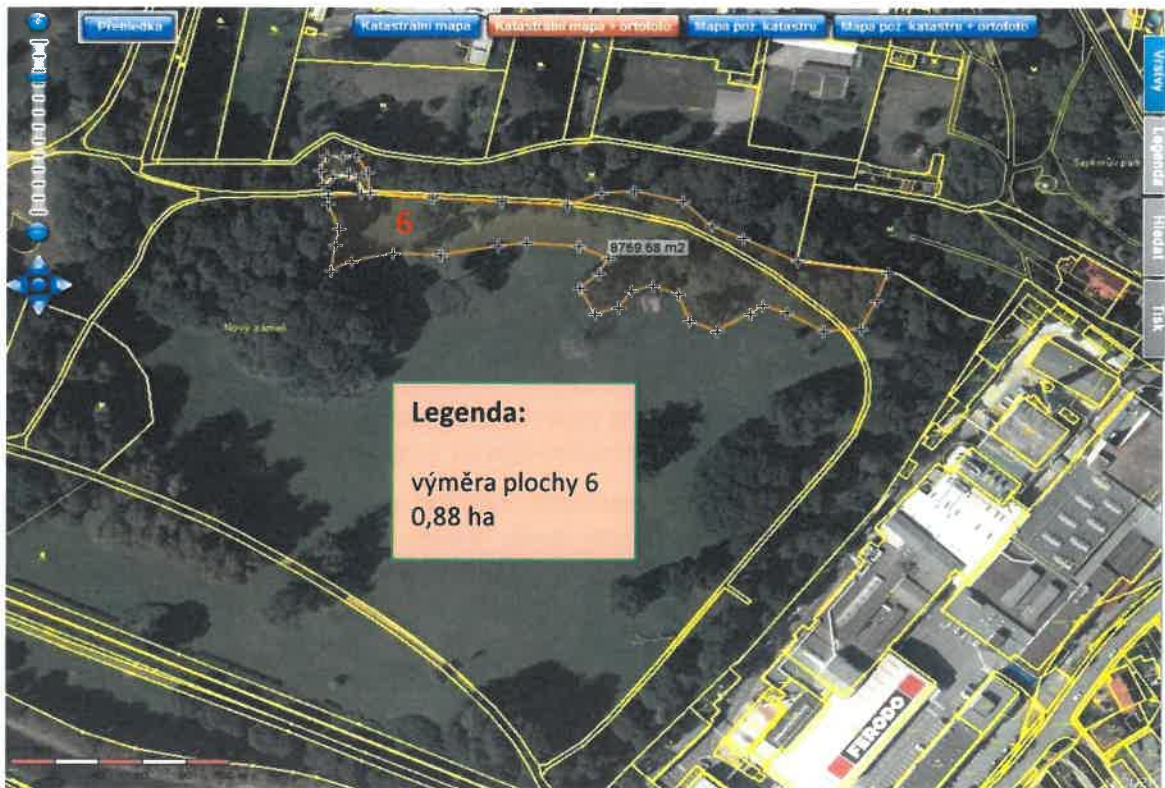 Přehledka
Katastrální mapa
Katastrální mapa + ortofoto
Mapa poz. katastru
Mapa poz. katastru + ortofoto
Vrstvy
Legenda
Hledat
Tisk
6
8769.68 m2
Nový zámek
Legenda:
výměra plochy 6
0,88 ha
FERODO